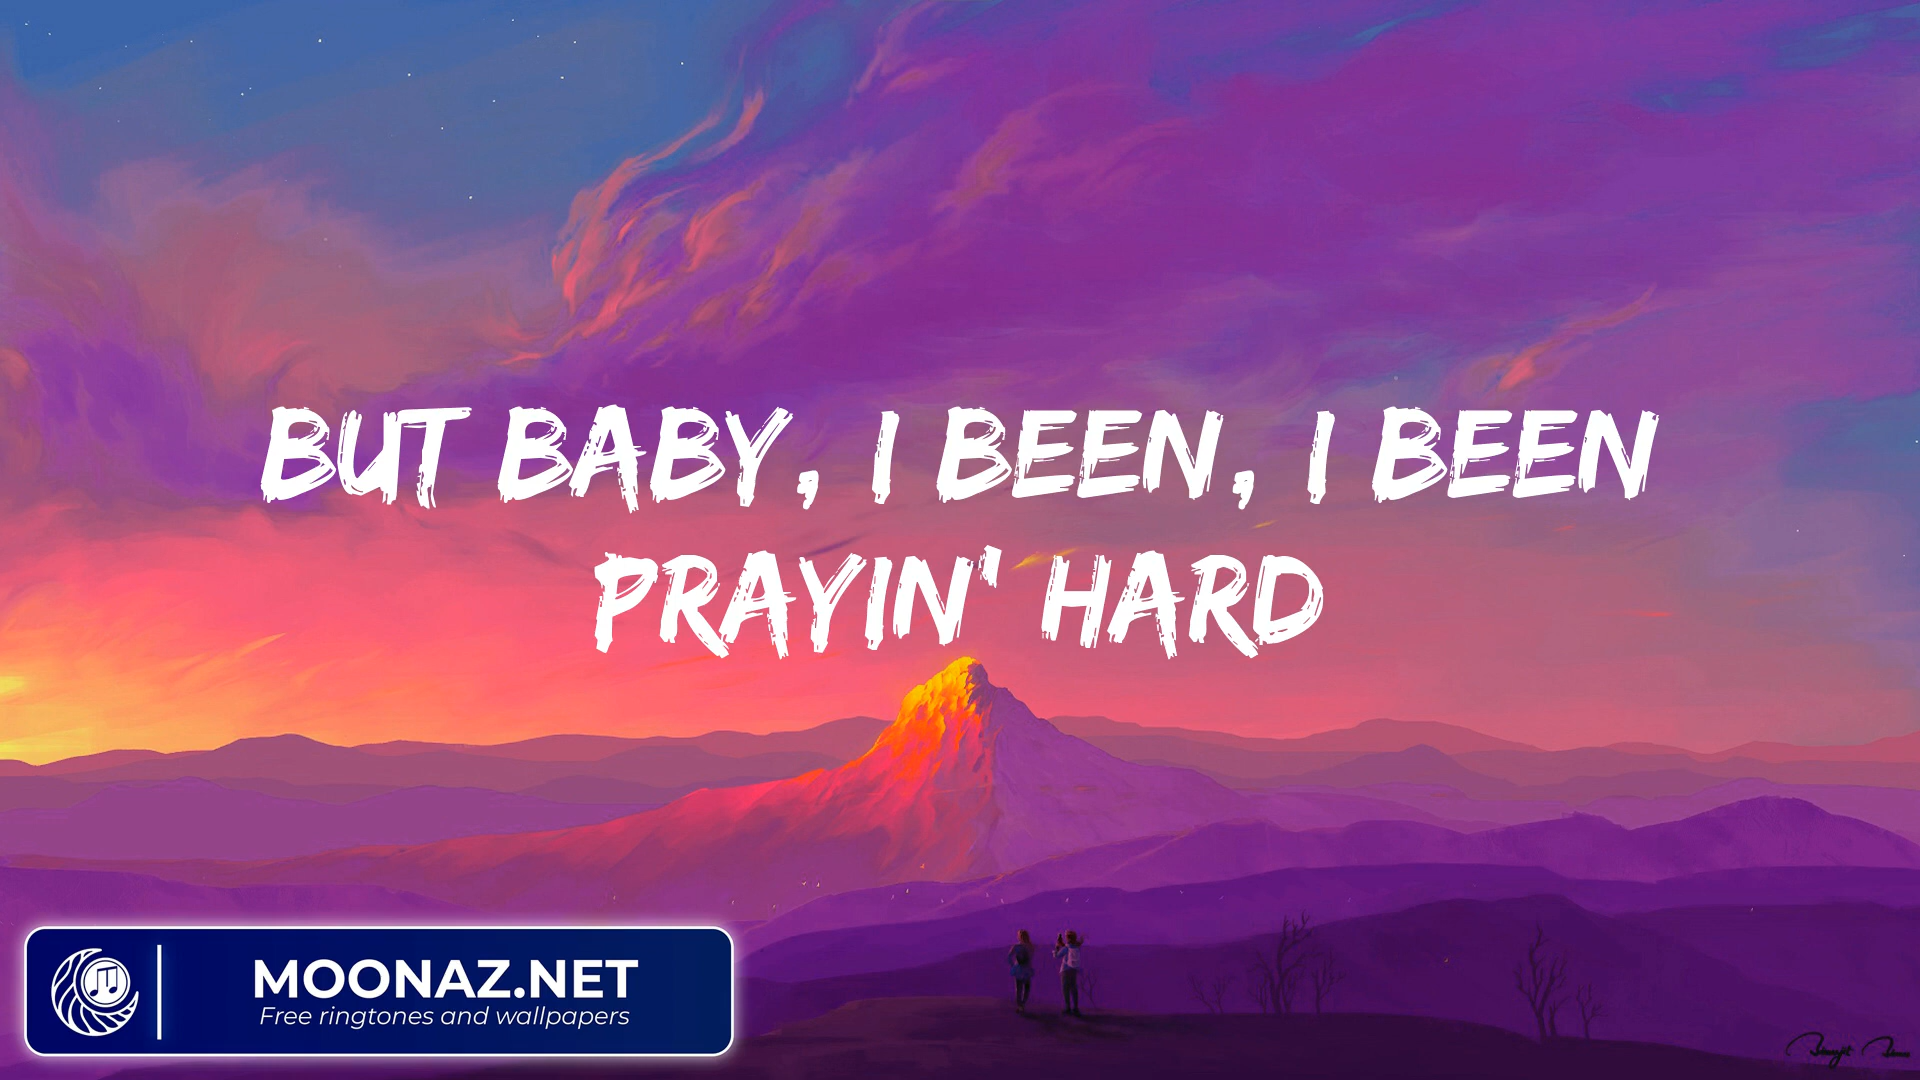 BUT BABY, I BEEN, I BEEN
PRAYIN' HARD
MOONAZ.NET
Free ringtones and wallpapers